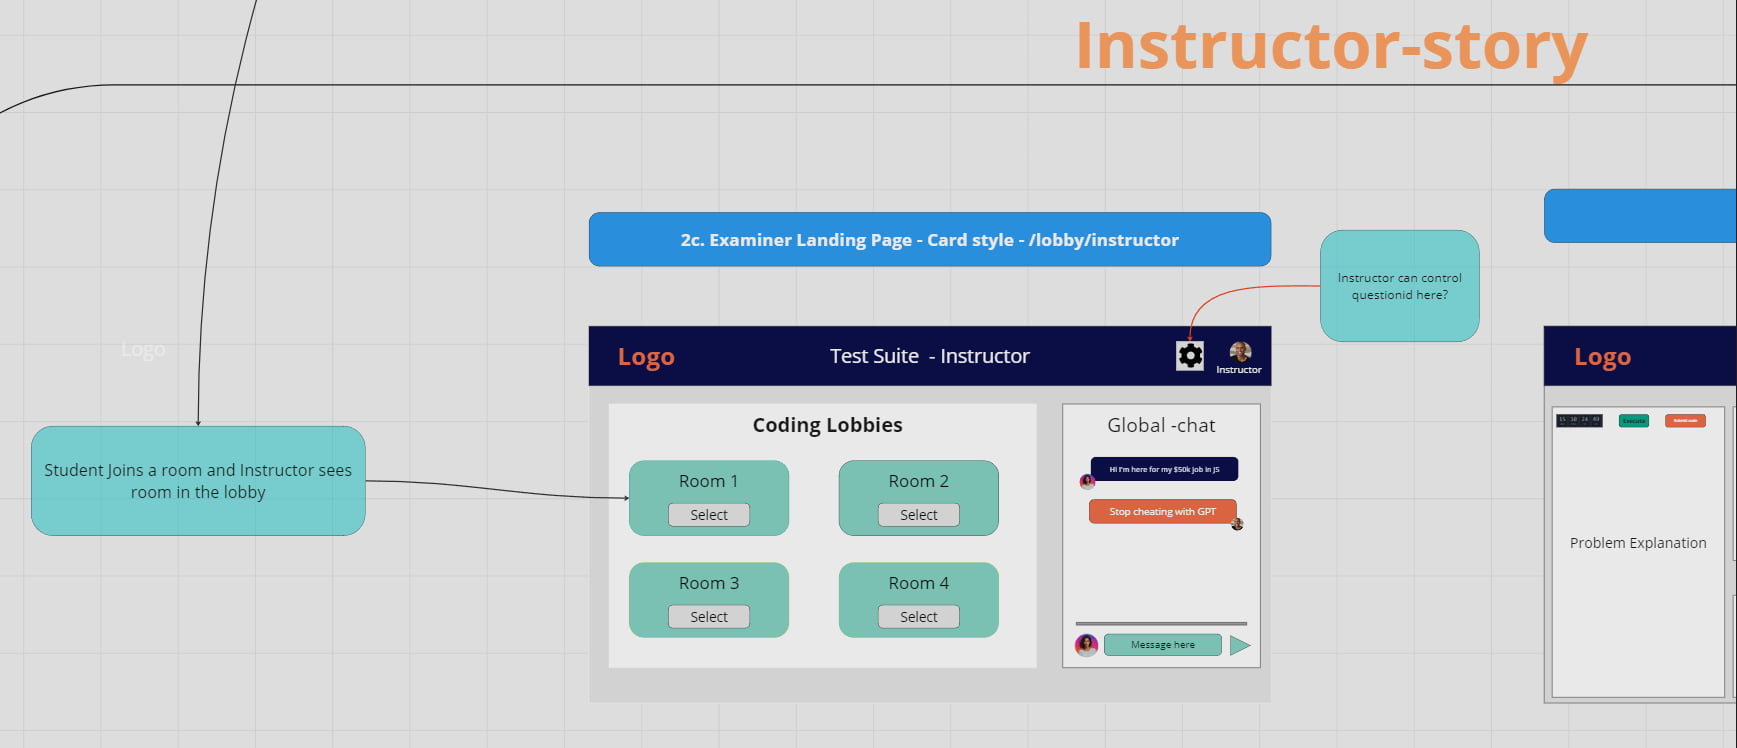 Instructor-story
2c. Examiner Landing Page - Card style - /lobby/instructor
Instructor can control
questionid here?
Logo
Student Joins a room and Instructor sees
room in the lobby
Logo
Test Suite - Instructor
Instructor
Coding Lobbies
Room 1
Select
Room 2
Select
Room 3
Select
Room 4
Select
Global -chat
Hi I'm here for my $50k job in JS
Stop cheating with GPT
Message here
Logo
Execute
Problem Explanation